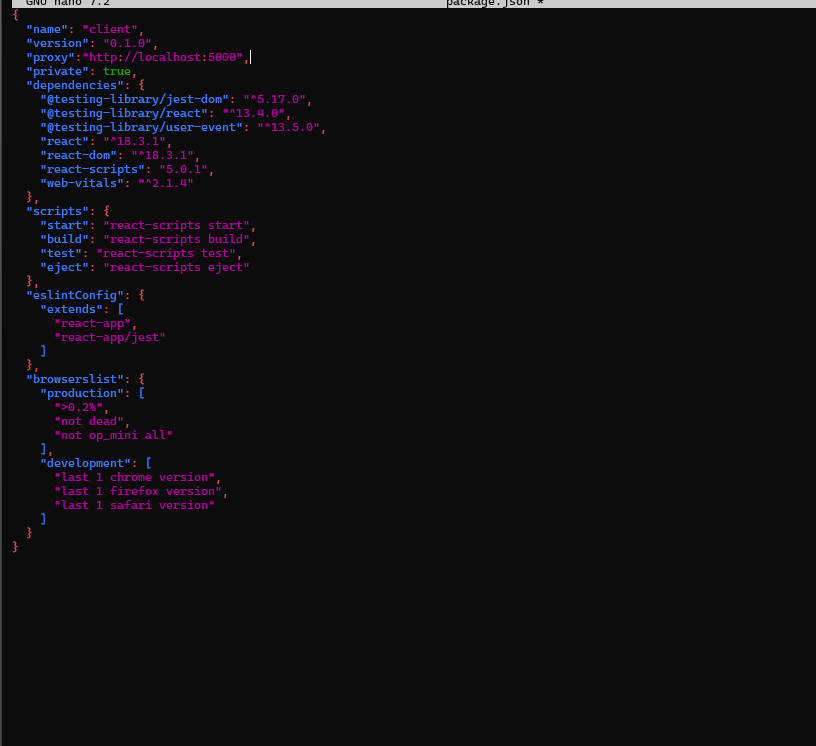 GNU nano 7.2 package.json *
{
  "name": "client",
  "version": "0.1.0",
  "proxy":"http://localhost:5000",
  "private": true,
  "dependencies": {
    "@testing-library/jest-dom": "^5.17.0",
    "@testing-library/react": "^13.4.0",
    "@testing-library/user-event": "^13.5.0",
    "react": "^18.3.1",
    "react-dom": "^18.3.1",
    "react-scripts": "5.0.1",
    "web-vitals": "^2.1.4"
  },
  "scripts": {
    "start": "react-scripts start",
    "build": "react-scripts build",
    "test": "react-scripts test",
    "eject": "react-scripts eject"
  },
  "eslintConfig": {
    "extends": [
      "react-app",
      "react-app/jest"
    ]
  },
  "browserslist": {
    "production": [
      ">0.2%",
      "not dead",
      "not op_mini all"
    ],
    "development": [
      "last 1 chrome version",
      "last 1 firefox version",
      "last 1 safari version"
    ]
  }
}